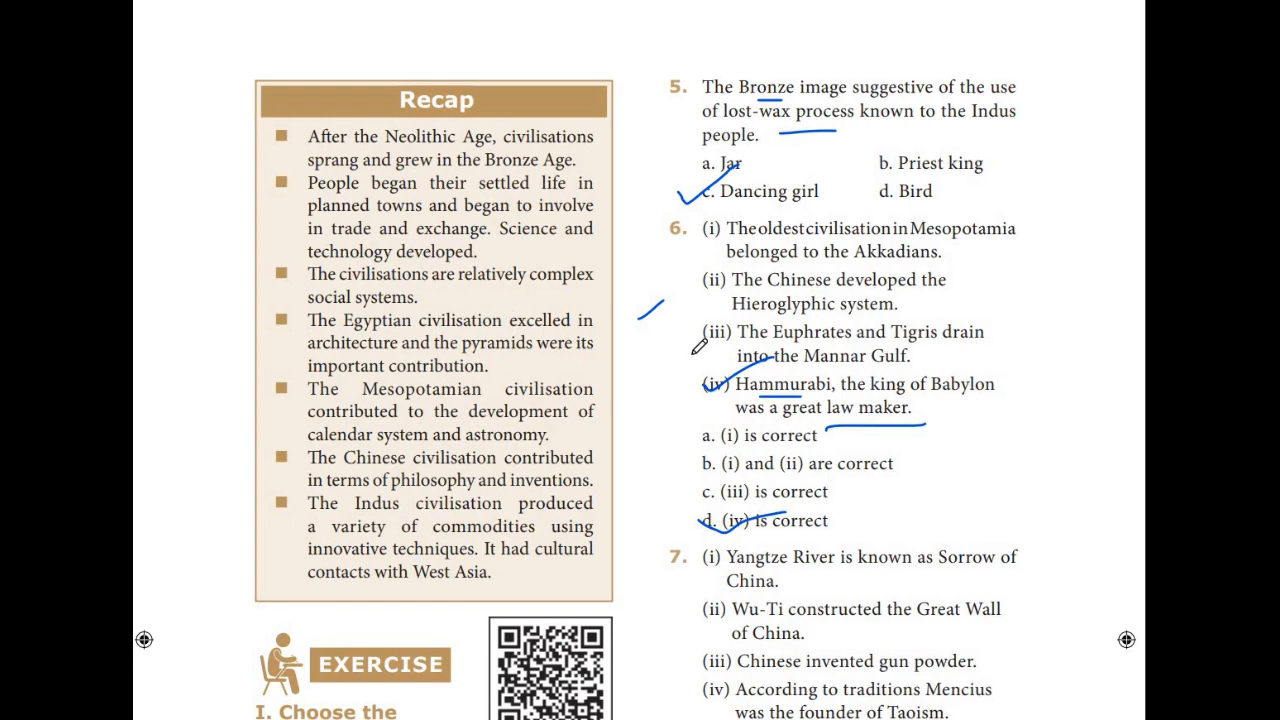 Recap
After the Neolithic Age, civilisations
sprang and grew in the Bronze Age.
People began their settled life in
planned towns and began to involve
in trade and exchange. Science and
technology developed.
The civilisations are relatively complex
social systems.
The Egyptian civilisation excelled in
architecture and the pyramids were its
important contribution.
The Mesopotamian civilisation
contributed to the development of
calendar system and astronomy.
The Chinese civilisation contributed
in terms of philosophy and inventions.
The Indus civilisation produced
a variety of commodities using
innovative techniques. It had cultural
contacts with West Asia.
EXERCISE
I. Choose the
5. The Bronze image suggestive of the use
of lost-wax process known to the Indus
people.
a. Jar b. Priest king
c. Dancing girl d. Bird
6. (i) The oldest civilisation in Mesopotamia
belonged to the Akkadians.
(ii) The Chinese developed the
Hieroglyphic system.
(iii) The Euphrates and Tigris drain
into the Mannar Gulf.
(iv) Hammurabi, the king of Babylon
was a great law maker.
a. (i) is correct
b. (i) and (ii) are correct
c. (iii) is correct
d. (iv) is correct
7. (i) Yangtze River is known as Sorrow of
China.
(ii) Wu-Ti constructed the Great Wall
of China.
(iii) Chinese invented gun powder.
(iv) According to traditions Mencius
was the founder of Taoism.